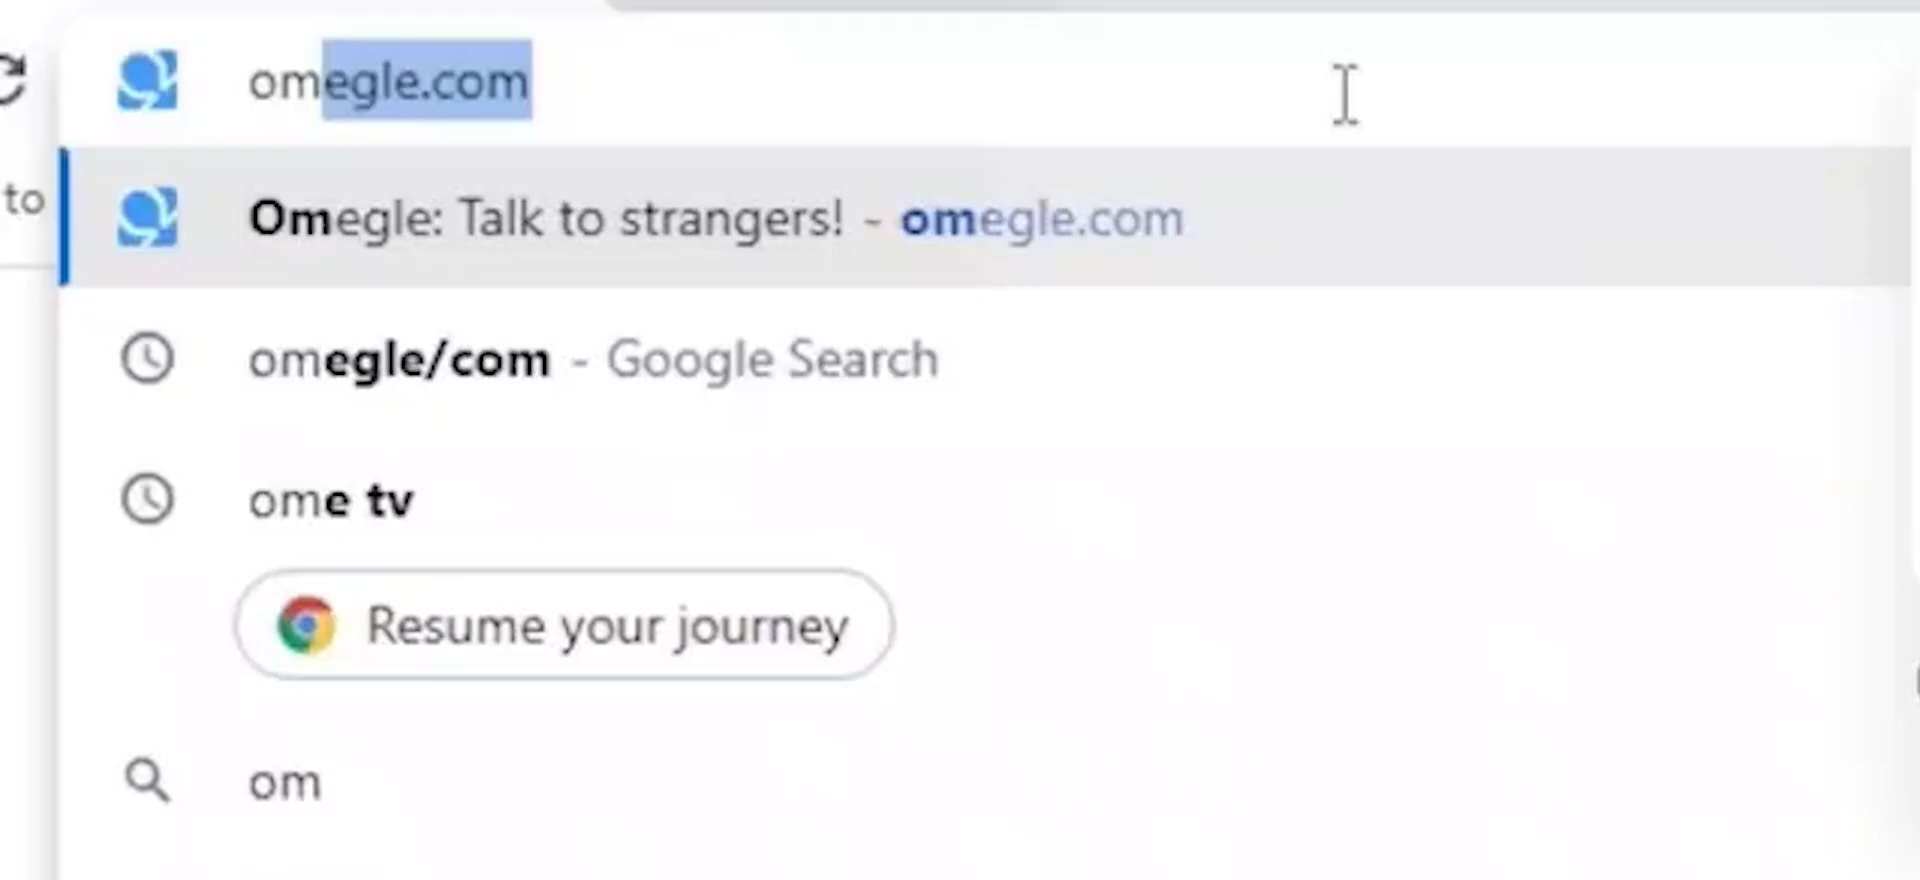 omegle.com
to
Omegle: Talk to strangers! - omegle.com
omegle/com - Google Search
ome tv
Resume your journey
om